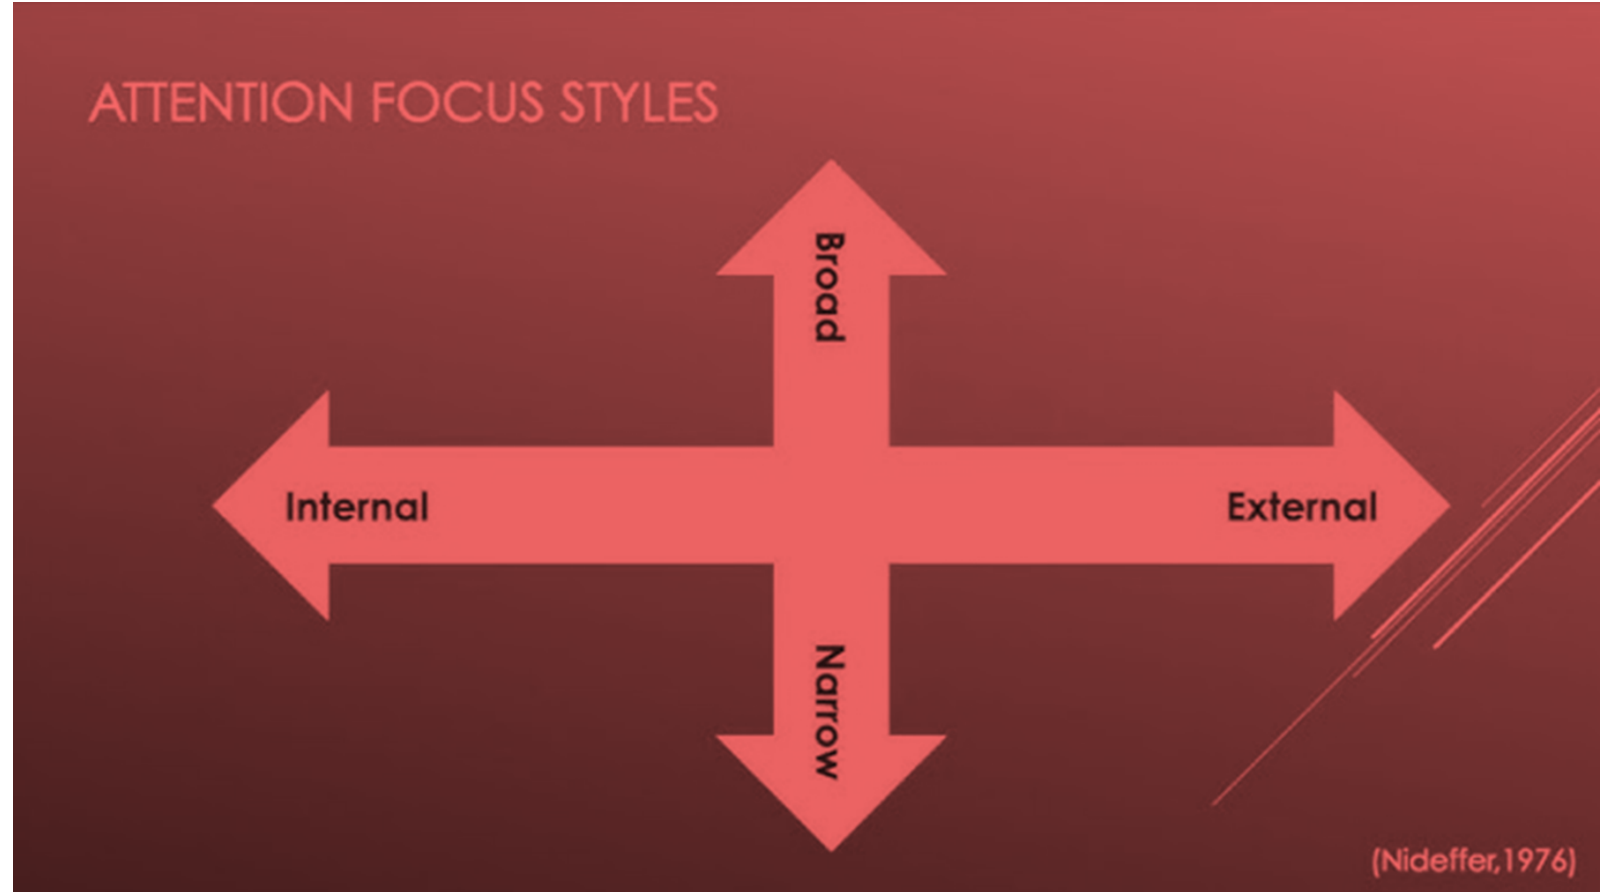 ATTENTION FOCUS STYLES
Broad
Internal
External
Narrow
(Nideffer,1976)